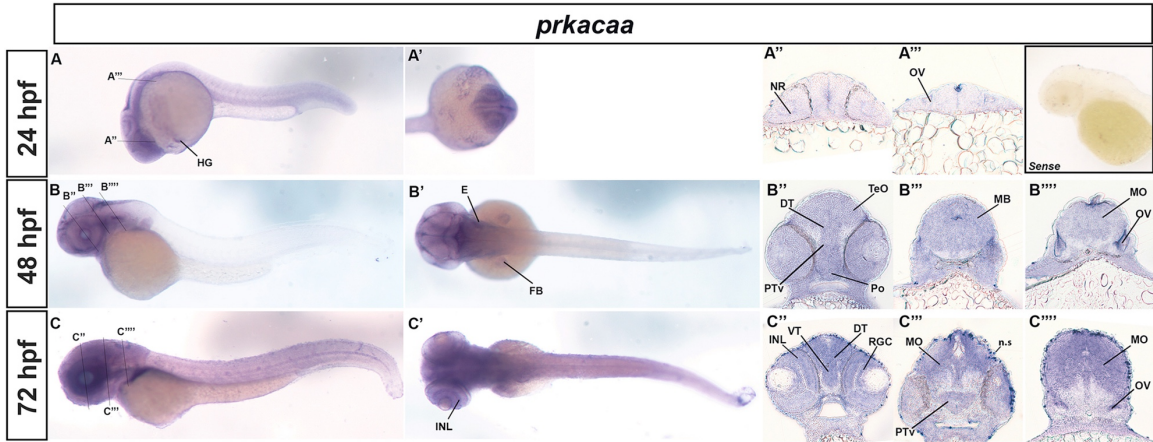 prkacaa
24 hpf
A
A'''
A''
HG
A'
A''
NR
A'''
OV
Sense
48 hpf
B
B''
B'''
B''''
B'
E
FB
B''
DT
TeO
PTv
Po
B'''
MB
B''''
MO
OV
72 hpf
C
C''
C''''
C'''
C'
INL
C''
VT
DT
INL
RGC
C'''
MO
n.s
PTv
C''''
MO
OV